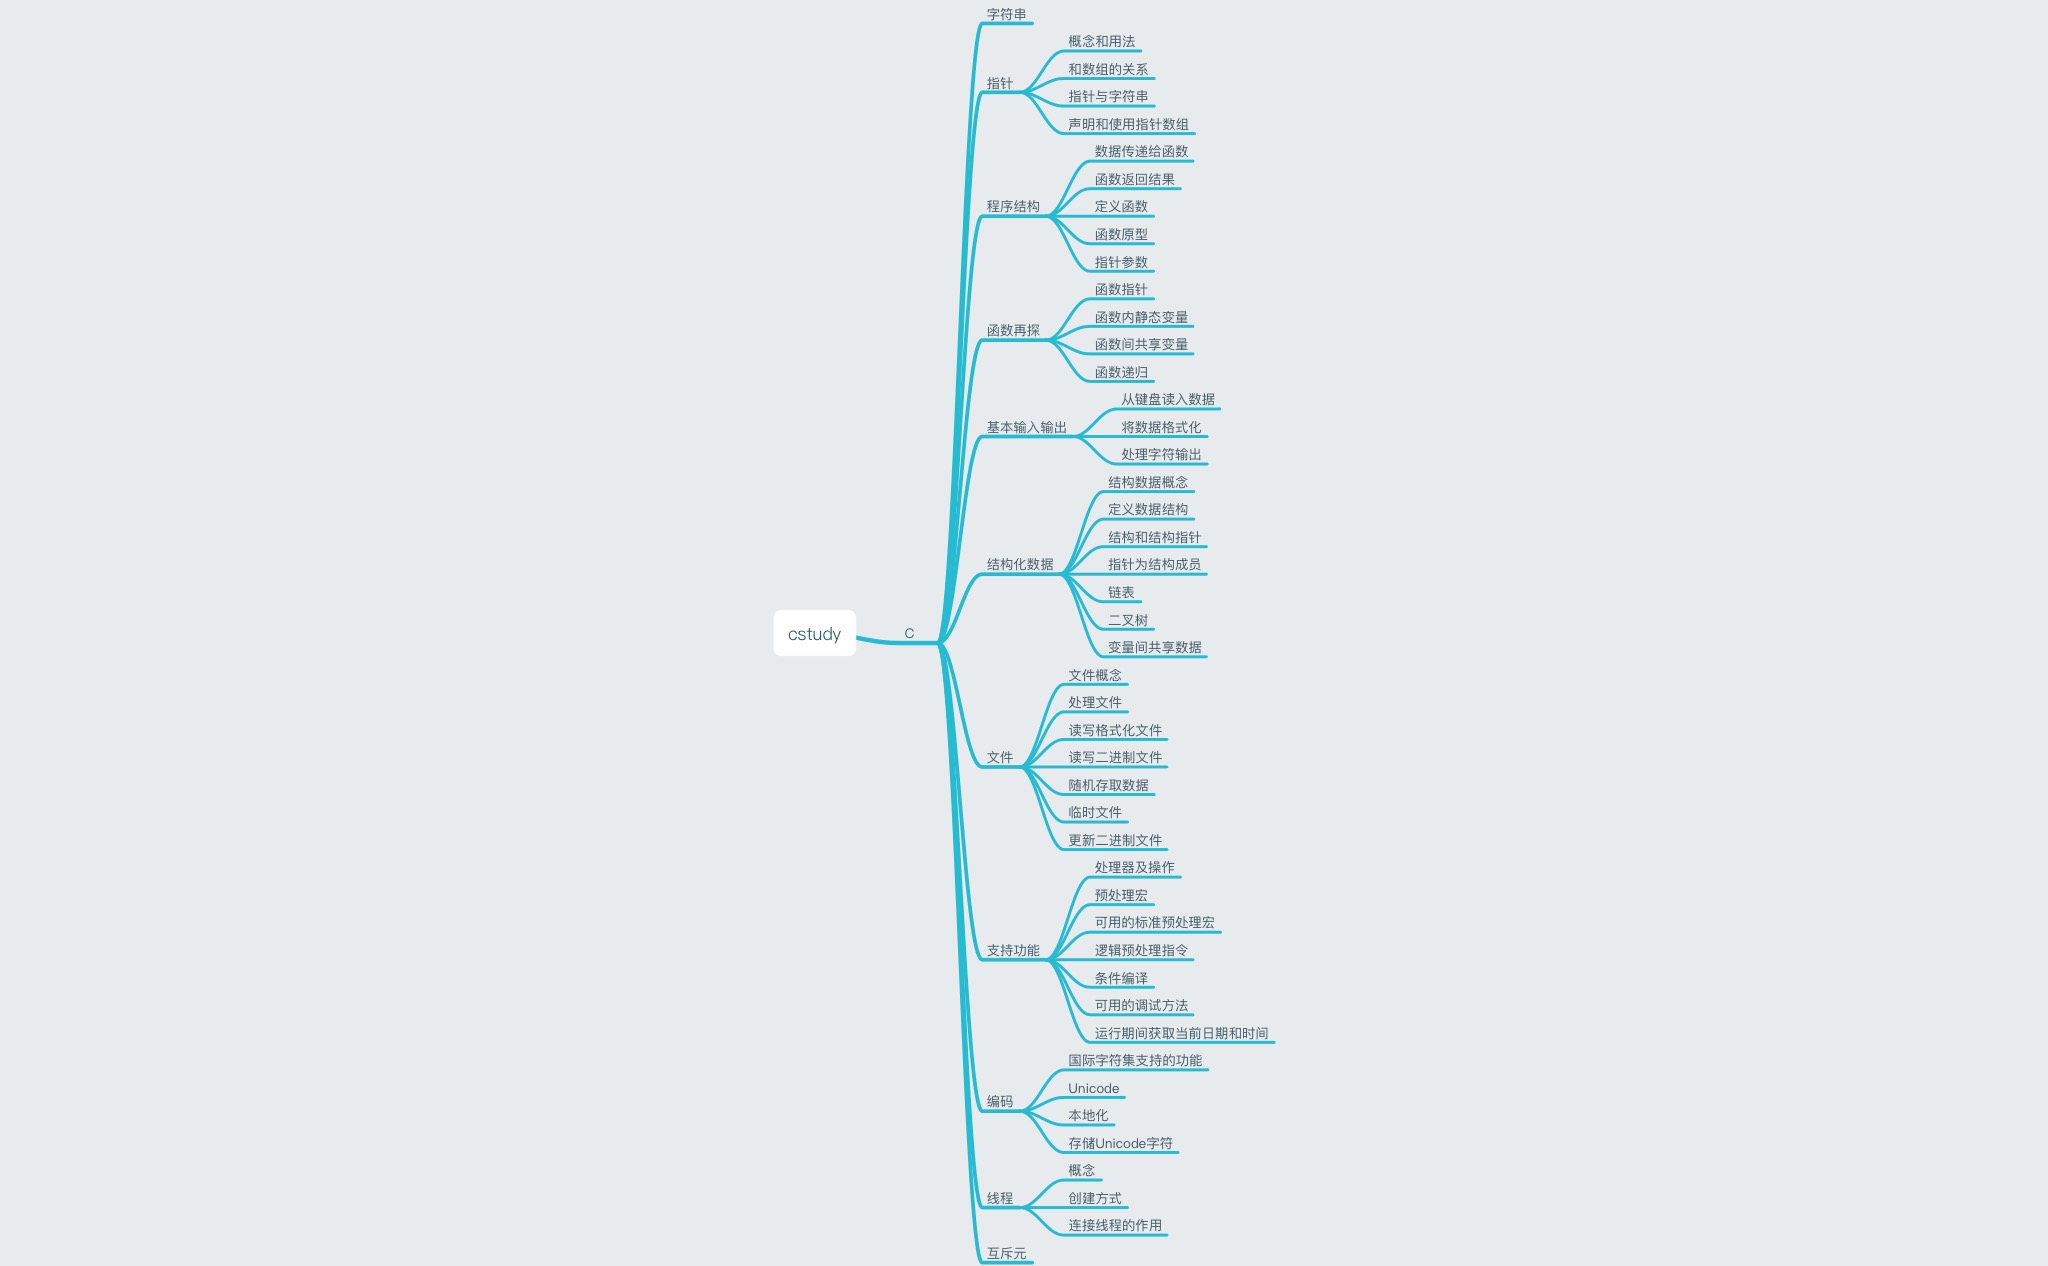 cstudy
C
字符串
指针
概念和用法
和数组的关系
指针与字符串
声明和使用指针数组
程序结构
数据传递给函数
函数返回结果
定义函数
函数原型
指针参数
函数再探
函数指针
函数内静态变量
函数间共享变量
函数递归
基本输入输出
从键盘读入数据
将数据格式化
处理字符输出
结构化数据
结构数据概念
定义数据结构
结构和结构指针
指针为结构成员
链表
二叉树
变量间共享数据
文件
文件概念
处理文件
读写格式化文件
读写二进制文件
随机存取数据
临时文件
更新二进制文件
支持功能
处理器及操作
预处理宏
可用的标准预处理宏
逻辑预处理指令
条件编译
可用的调试方法
运行期间获取当前日期和时间
编码
国际字符集支持的功能
Unicode
本地化
存储Unicode字符
线程
概念
创建方式
连接线程的作用
互斥元